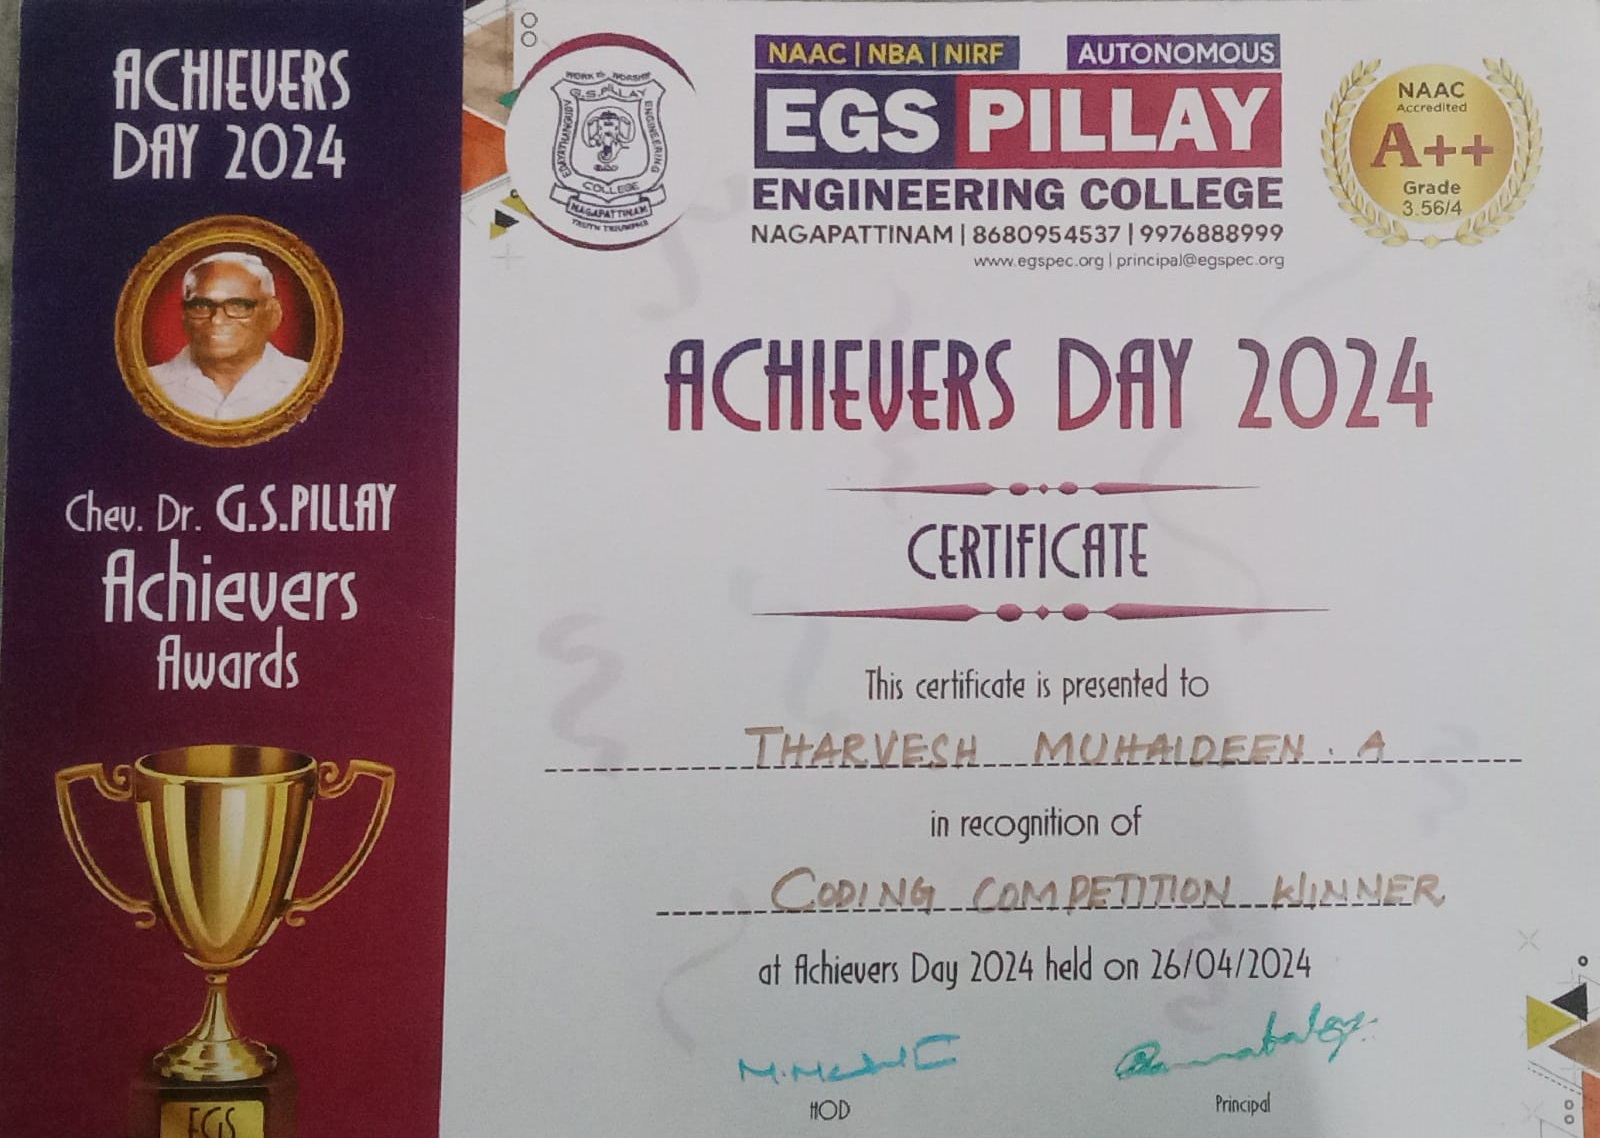 ACHIEVERS
DAY 2024
Chev. Dr. G.S.PILLAY
Achievers
Awards
EGS
WORK IS WORSHIP
E.G.S. PILLAY
ENGINEERING
COLLEGE
NAGAPATTINAM
TRUTH TRIUMPHS
NAAC | NBA | NIRF AUTONOMOUS
EGS PILLAY
ENGINEERING COLLEGE
NAGAPATTINAM | 8680954537 | 9976888999
www.egspec.org | principal@egspec.org
NAAC
Accredited
A++
Grade
3.56/4
ACHIEVERS DAY 2024
CERTIFICATE
This certificate is presented to
THARVESH MUHAIDEEN . A
in recognition of
CODING COMPETITION WINNER
at Achievers Day 2024 held on 26/04/2024
HOD
Principal